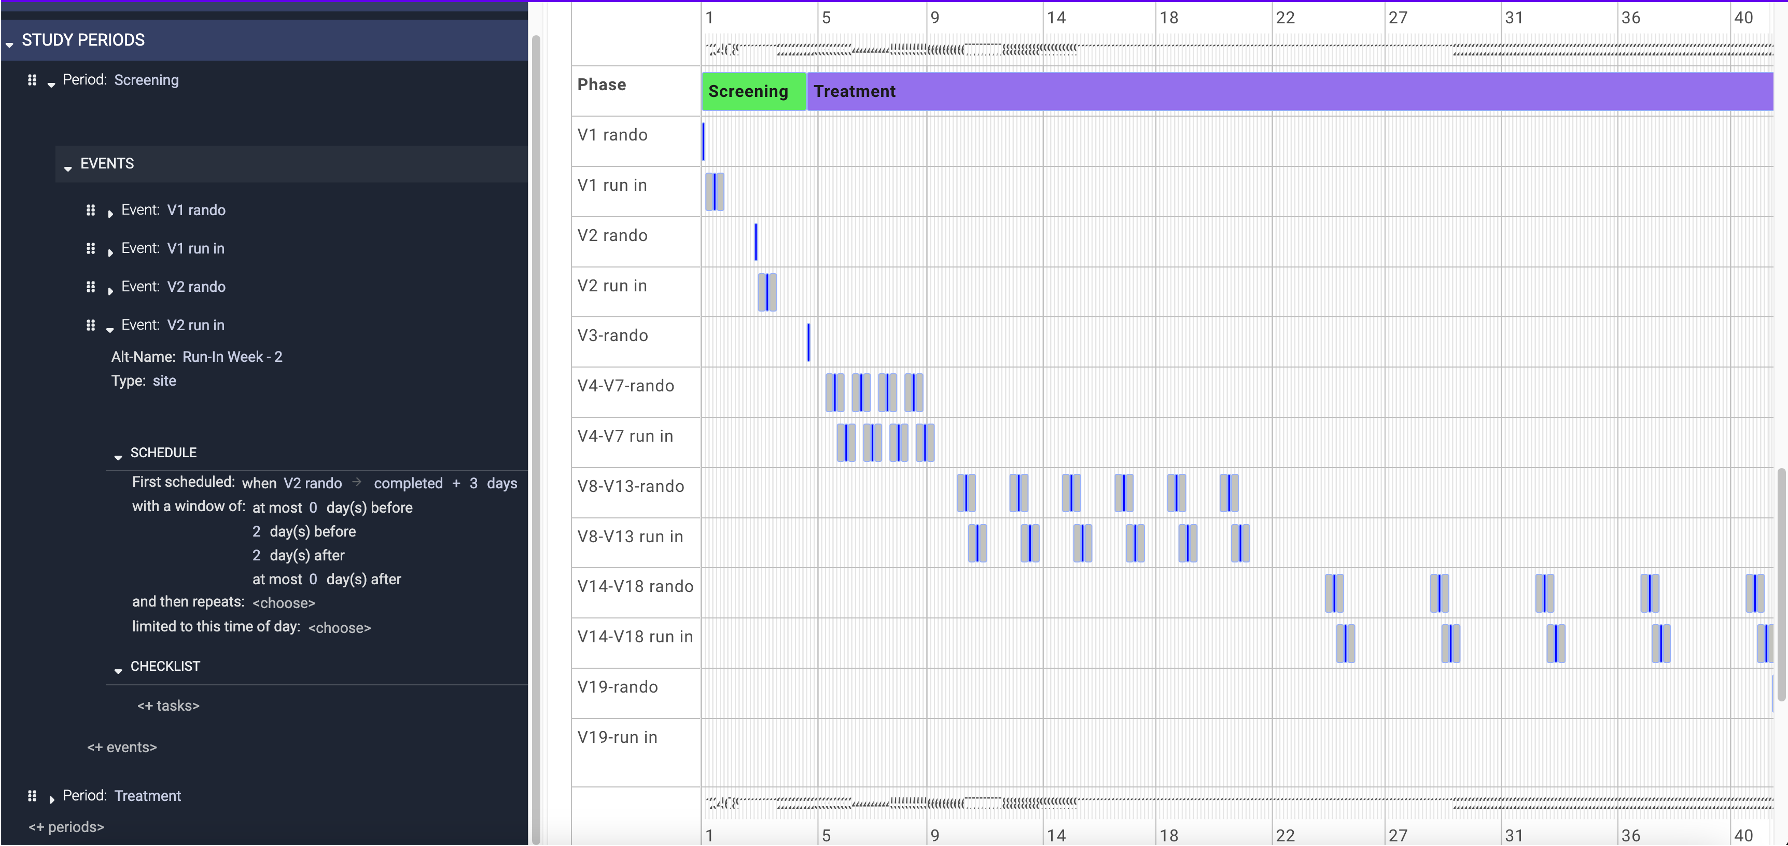 STUDY PERIODS
Period: Screening
EVENTS
Event: V1 rando
Event: V1 run in
Event: V2 rando
Event: V2 run in
Alt-Name: Run-In Week - 2
Type: site
SCHEDULE
First scheduled: when V2 rando → completed + 3 days
with a window of: at most 0 day(s) before
2 day(s) before
2 day(s) after
at most 0 day(s) after
and then repeats: <choose>
limited to this time of day: <choose>
CHECKLIST
<+ tasks>
<+ events>
Period: Treatment
<+ periods>
1 5 9 14 18 22 27 31 36 40
Phase Screening Treatment
V1 rando
V1 run in
V2 rando
V2 run in
V3-rando
V4-V7-rando
V4-V7 run in
V8-V13-rando
V8-V13 run in
V14-V18 rando
V14-V18 run in
V19-rando
V19-run in
1 5 9 14 18 22 27 31 36 40